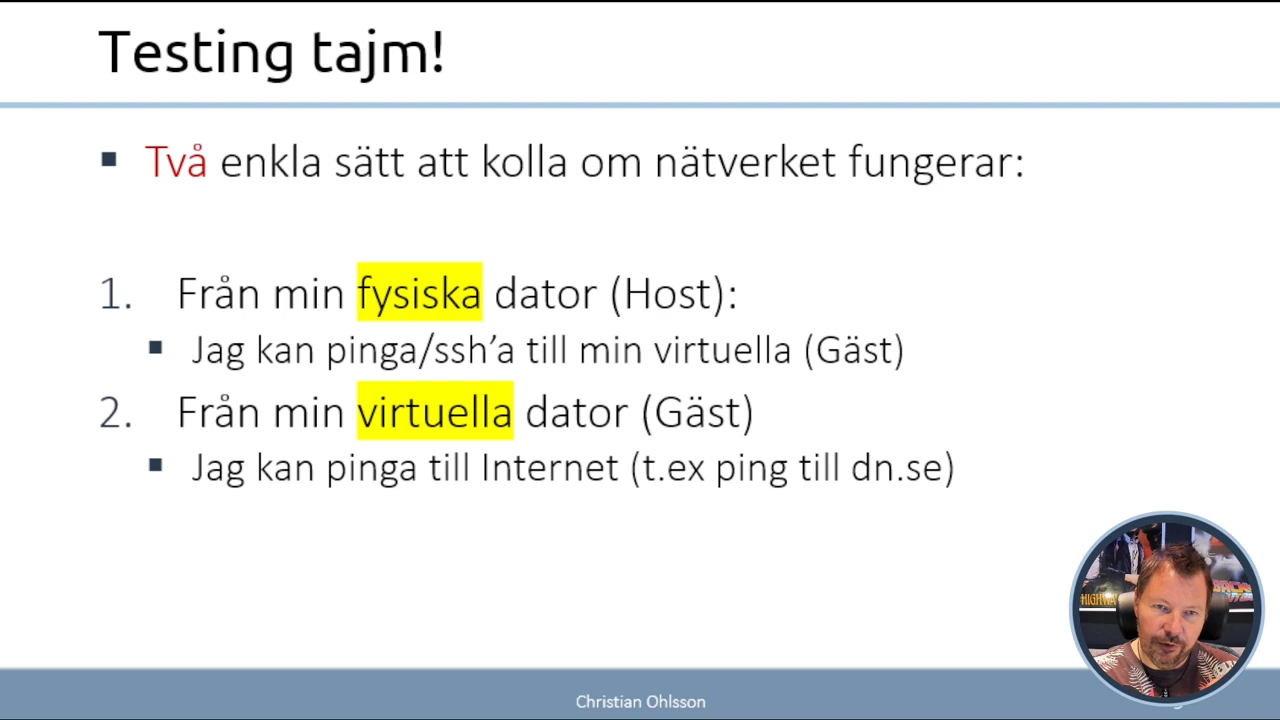 Testing tajm!
▪ Två enkla sätt att kolla om nätverket fungerar:
1. Från min fysiska dator (Host):
▪ Jag kan pinga/ssh’a till min virtuella (Gäst)
2. Från min virtuella dator (Gäst)
▪ Jag kan pinga till Internet (t.ex ping till dn.se)
Christian Ohlsson